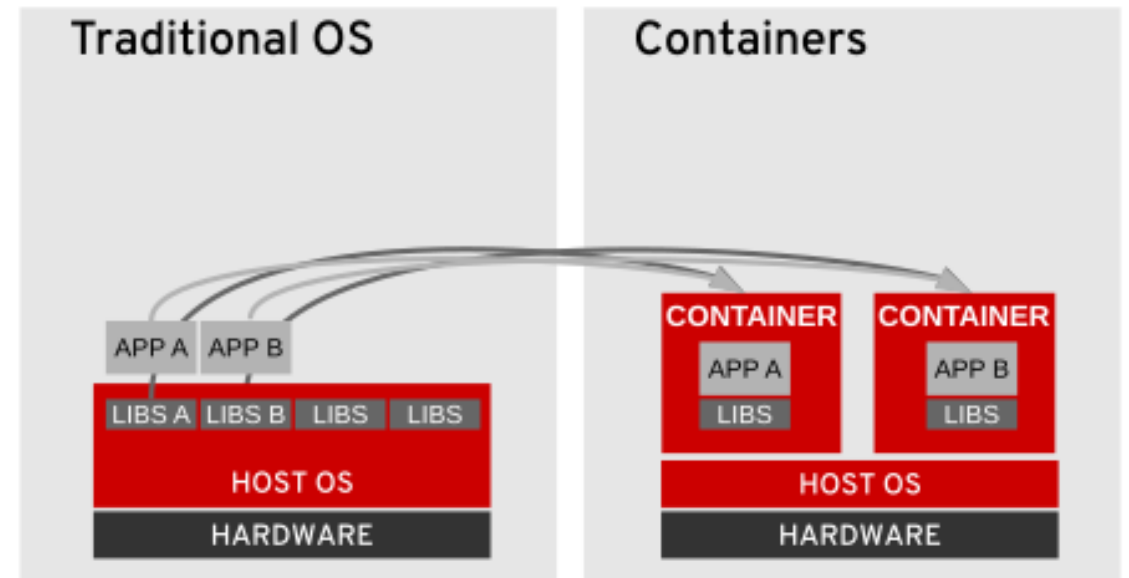 Traditional OS
APP A APP B
LIBS A LIBS B LIBS LIBS
HOST OS
HARDWARE
Containers
CONTAINER CONTAINER
APP A APP B
LIBS LIBS
HOST OS
HARDWARE